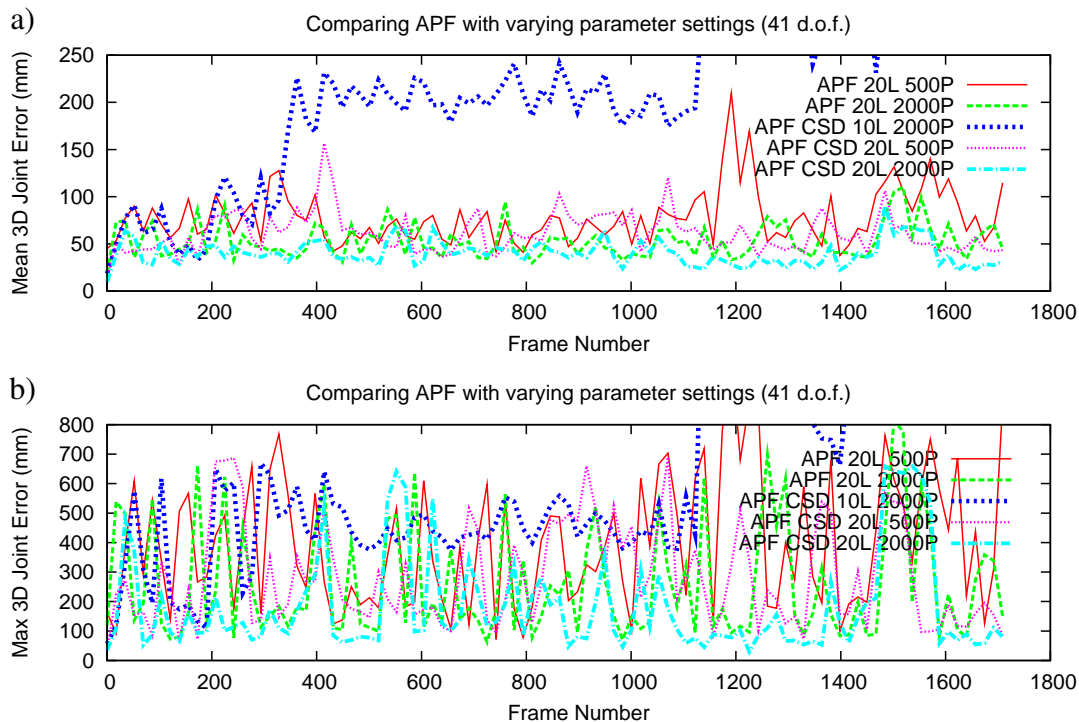 a)
Comparing APF with varying parameter settings (41 d.o.f.)
250
200
150
100
50
0
Mean 3D Joint Error (mm)
APF 20L 500P
APF 20L 2000P
APF CSD 10L 2000P
APF CSD 20L 500P
APF CSD 20L 2000P
0 200 400 600 800 1000 1200 1400 1600 1800
Frame Number
b)
Comparing APF with varying parameter settings (41 d.o.f.)
800
700
600
500
400
300
200
100
0
Max 3D Joint Error (mm)
APF 20L 500P
APF 20L 2000P
APF CSD 10L 2000P
APF CSD 20L 500P
APF CSD 20L 2000P
0 200 400 600 800 1000 1200 1400 1600 1800
Frame Number